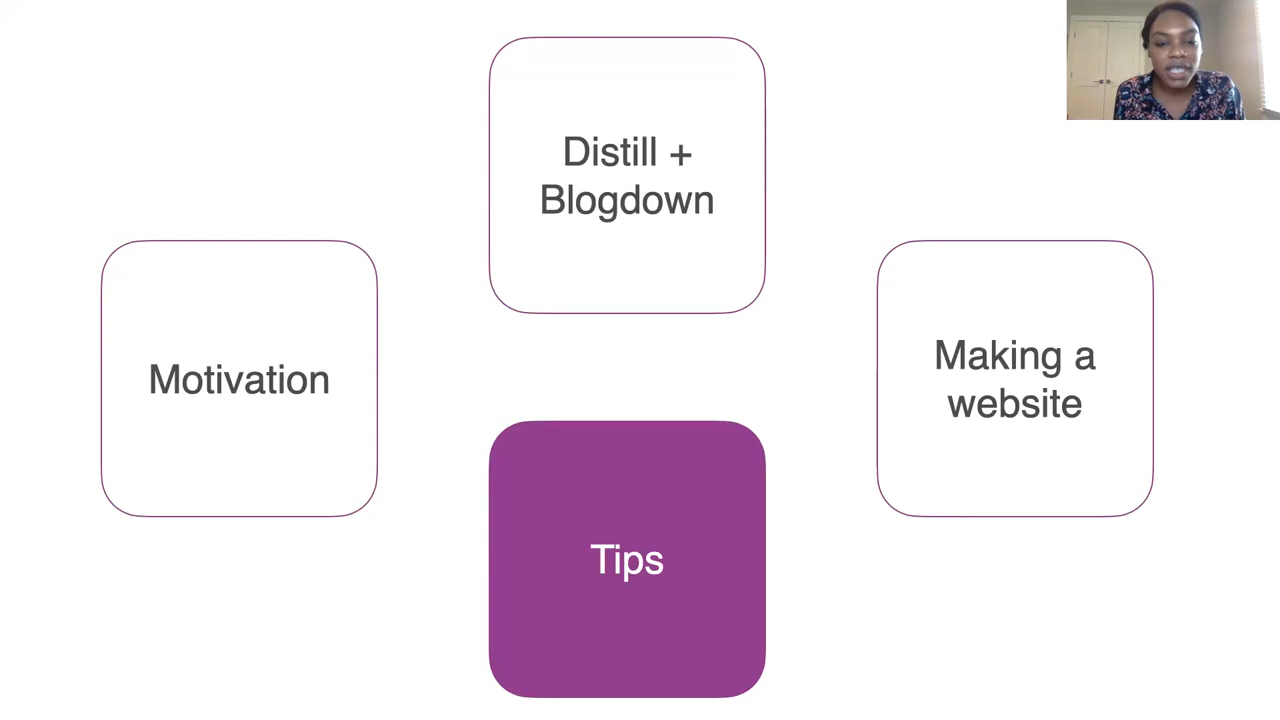 Distill +
Blogdown
Motivation
Making a
website
Tips